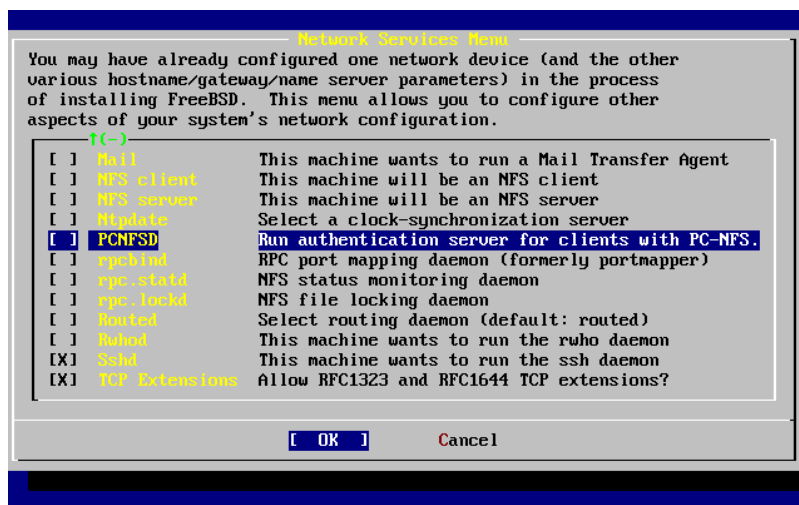 Network Services Menu
You may have already configured one network device (and the other
various hostname/gateway/name server parameters) in the process
of installing FreeBSD.  This menu allows you to configure other
aspects of your system's network configuration.
↑(-)
[ ] Mail This machine wants to run a Mail Transfer Agent
[ ] NFS client This machine will be an NFS client
[ ] NFS server This machine will be an NFS server
[ ] Ntpdate Select a clock-synchronization server
[ ] PCNFSD Run authentication server for clients with PC-NFS.
[ ] rpcbind RPC port mapping daemon (formerly portmapper)
[ ] rpc.statd NFS status monitoring daemon
[ ] rpc.lockd NFS file locking daemon
[ ] Routed Select routing daemon (default: routed)
[ ] Rwhod This machine wants to run the rwho daemon
[X] Sshd This machine wants to run the ssh daemon
[X] TCP Extensions Allow RFC1323 and RFC1644 TCP extensions?
[ OK ] Cancel